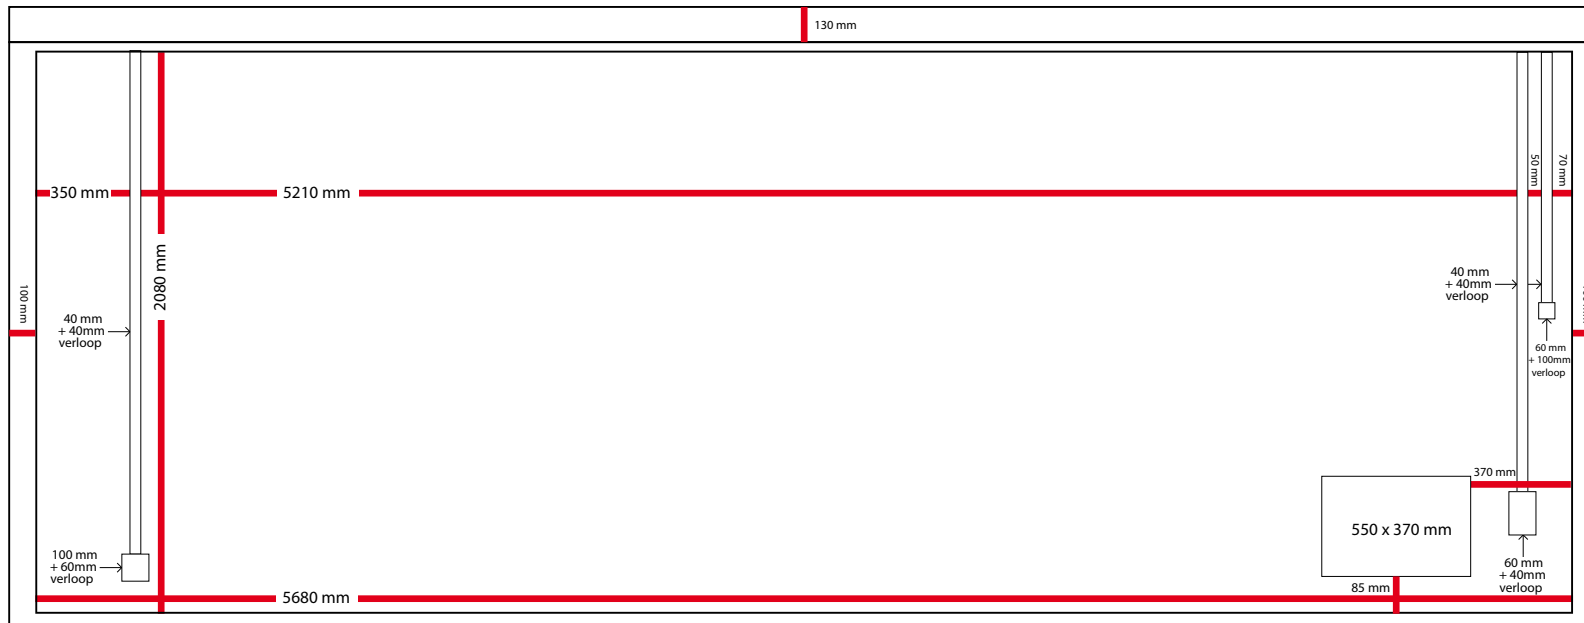 130 mm
350 mm
5210 mm
50 mm
70 mm
2080 mm
100 mm
40 mm
+ 40mm
verloop
40 mm
+ 40mm
verloop
60 mm
+ 100mm
verloop
370 mm
550 x 370 mm
100 mm
+ 60mm
verloop
60 mm
+ 40mm
verloop
85 mm
5680 mm